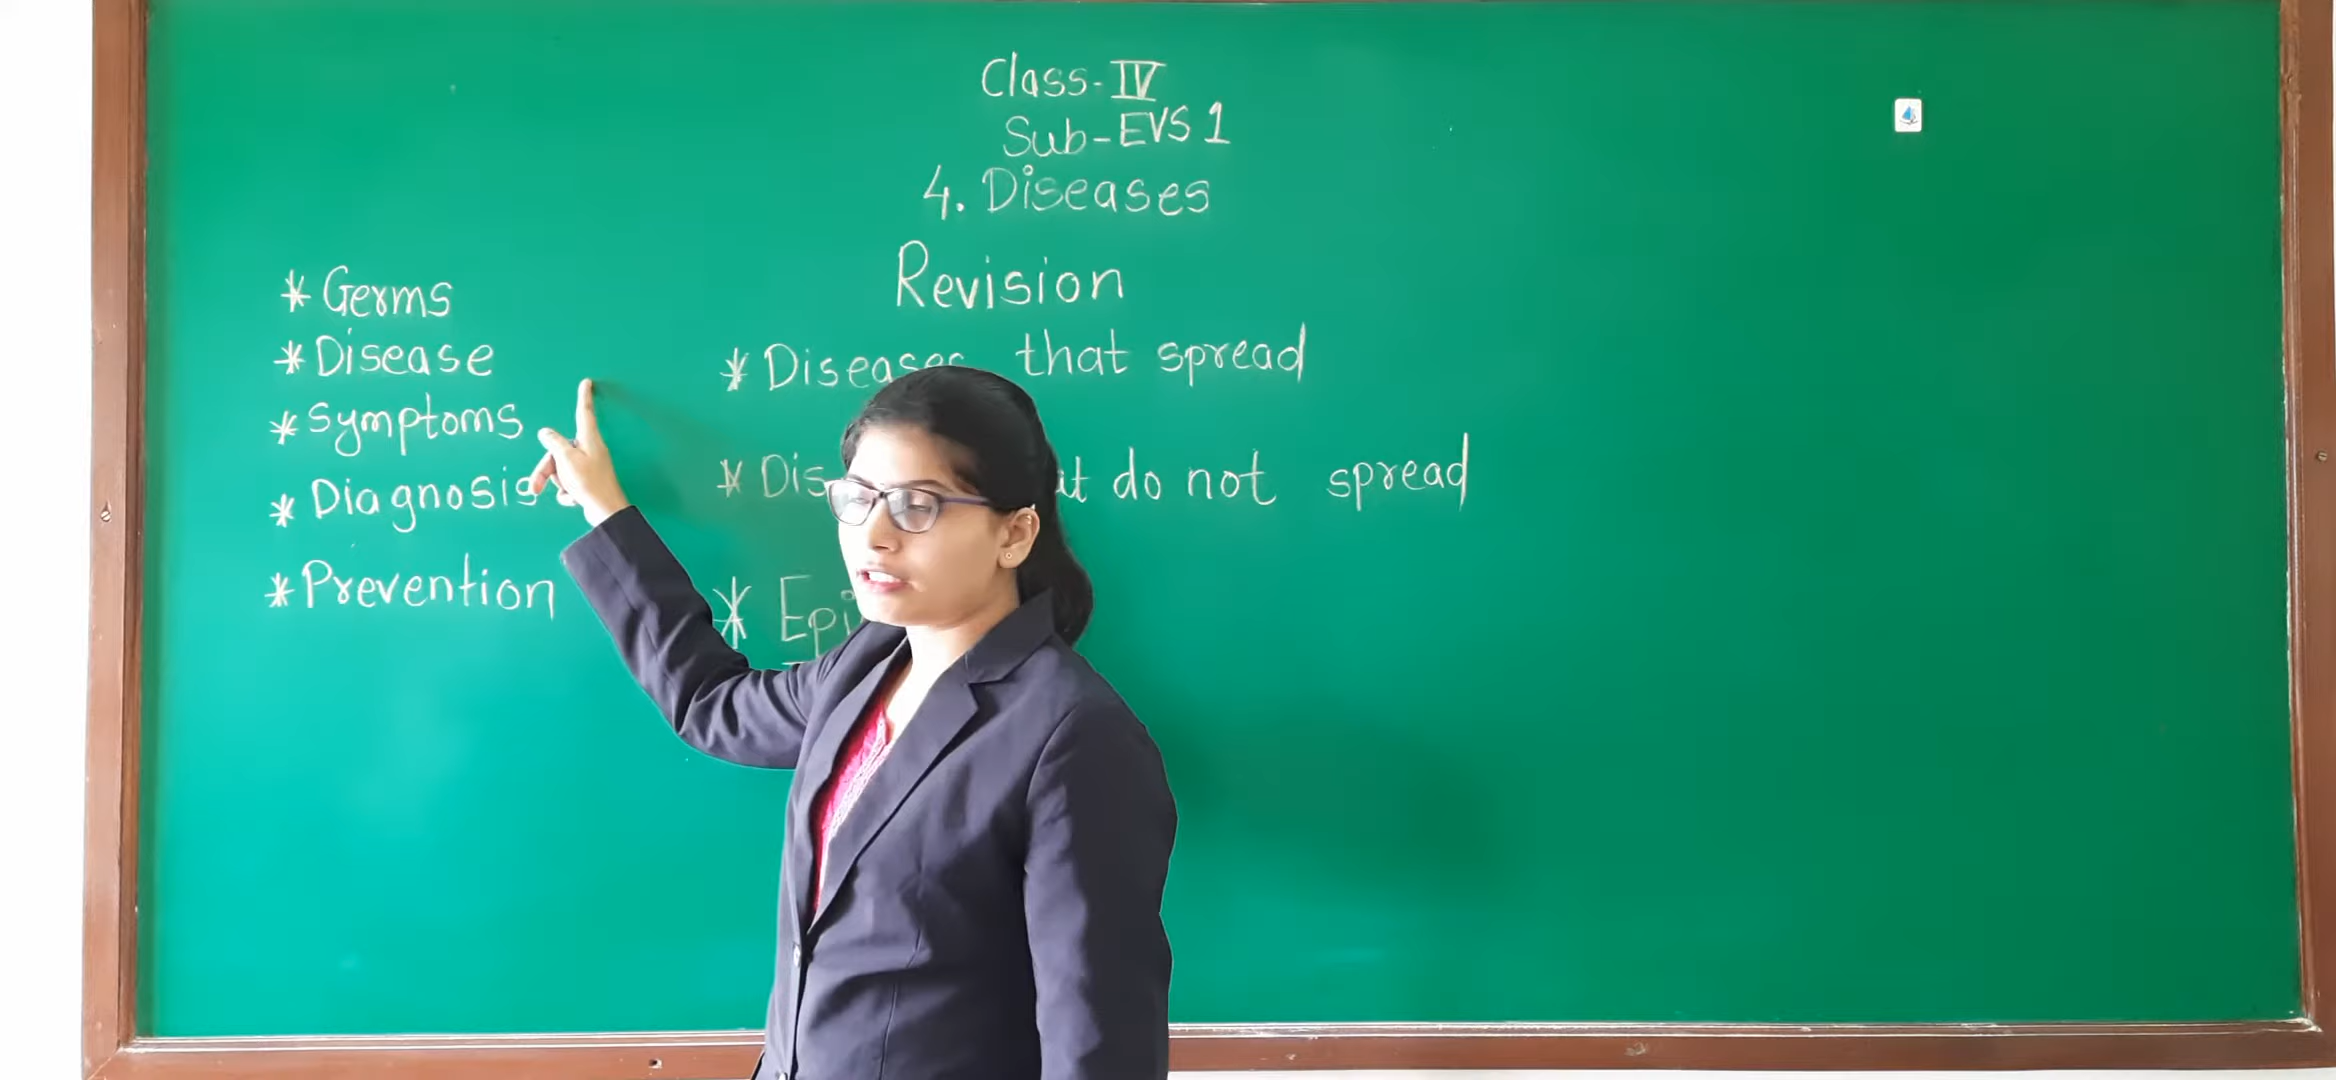 Class-IV
Sub-EVS 1
4. Diseases
Revision
* Germs
* Disease
* Symptoms
* Diagnosis
* Prevention
* Diseases that spread
* do not spread
*